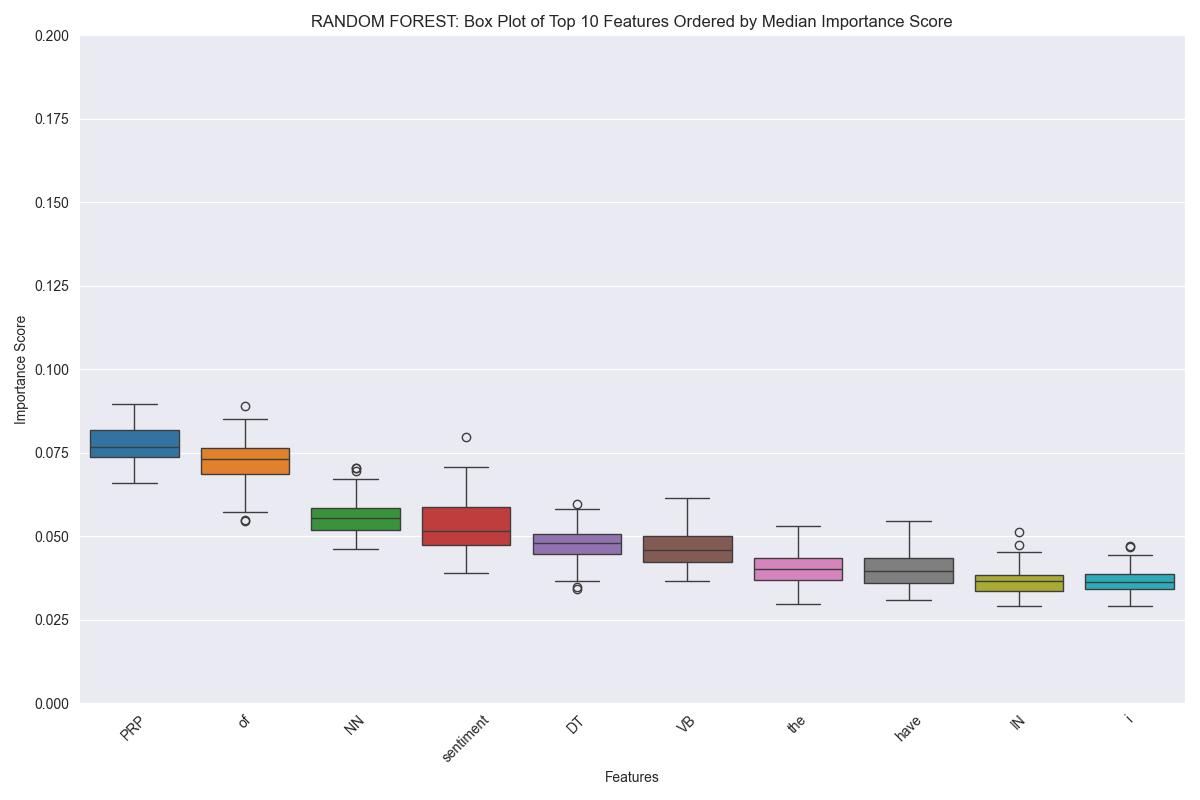 RANDOM FOREST: Box Plot of Top 10 Features Ordered by Median Importance Score
0.200
0.175
0.150
0.125
0.100
0.075
0.050
0.025
0.000
Importance Score
PRP
of
NN
sentiment
DT
VB
the
have
IN
i
Features